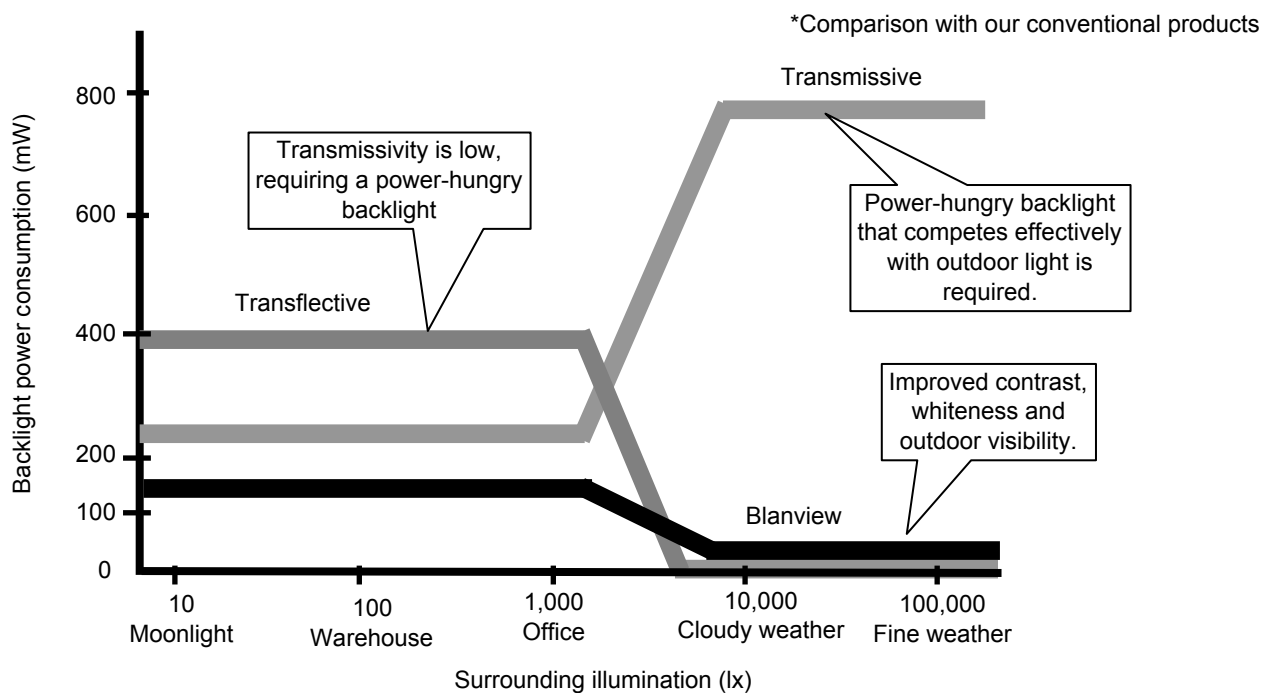 *Comparison with our conventional products
Transmissive
800
Transmissivity is low,
requiring a power-hungry
backlight
Power-hungry backlight
that competes effectively
with outdoor light is
required.
600
Backlight power consumption (mW)
Transflective
400
Improved contrast,
whiteness and
outdoor visibility.
200
100
Blanview
0
10
100
1,000
10,000
100,000
Moonlight
Warehouse
Office
Cloudy weather
Fine weather
Surrounding illumination (lx)